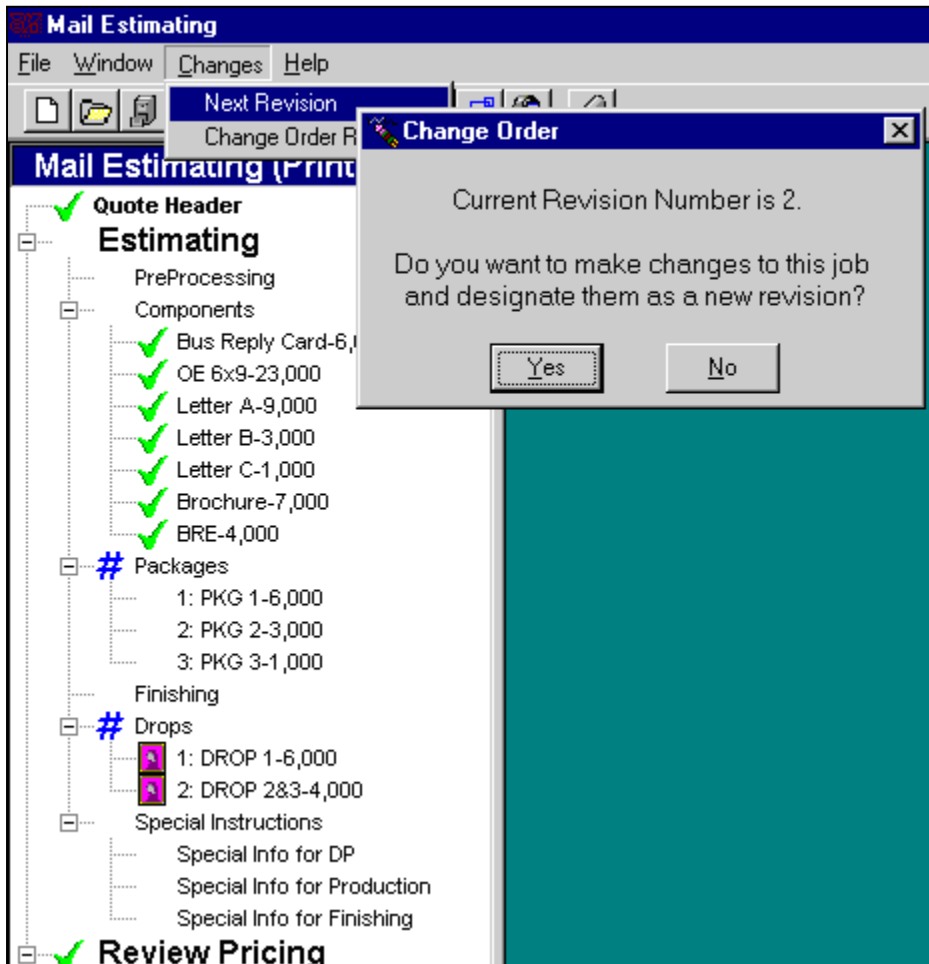 Mail Estimating
File Window Changes Help
Next Revision
Change Order R
Change Order
Mail Estimating (Print
Current Revision Number is 2.
Do you want to make changes to this job
and designate them as a new revision?
Yes No
Quote Header
Estimating
PreProcessing
Components
Bus Reply Card-6,
OE 6x9-23,000
Letter A-9,000
Letter B-3,000
Letter C-1,000
Brochure-7,000
BRE-4,000
# Packages
1: PKG 1-6,000
2: PKG 2-3,000
3: PKG 3-1,000
Finishing
# Drops
1: DROP 1-6,000
2: DROP 2&3-4,000
Special Instructions
Special Info for DP
Special Info for Production
Special Info for Finishing
Review Pricing